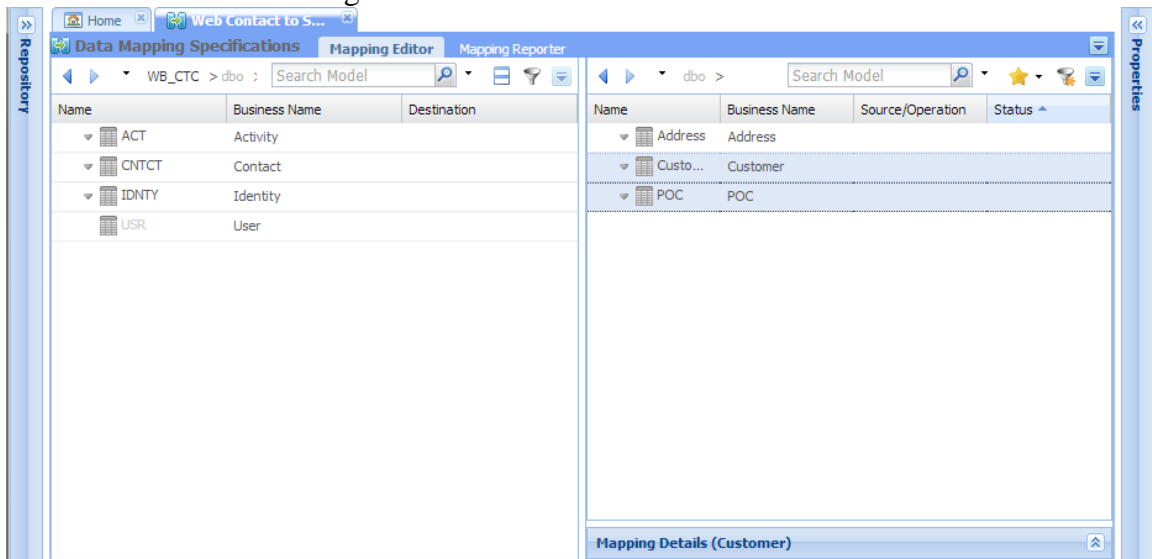 Home Web Contact to S...
Data Mapping Specifications Mapping Editor Mapping Reporter
WB_CTC > dbo : Search Model
Name Business Name Destination
ACT Activity
CNTCT Contact
IDNTY Identity
USR User
dbo > Search Model
Name Business Name Source/Operation Status
Address Address
Custo... Customer
POC POC
Mapping Details (Customer)
Repository
Properties